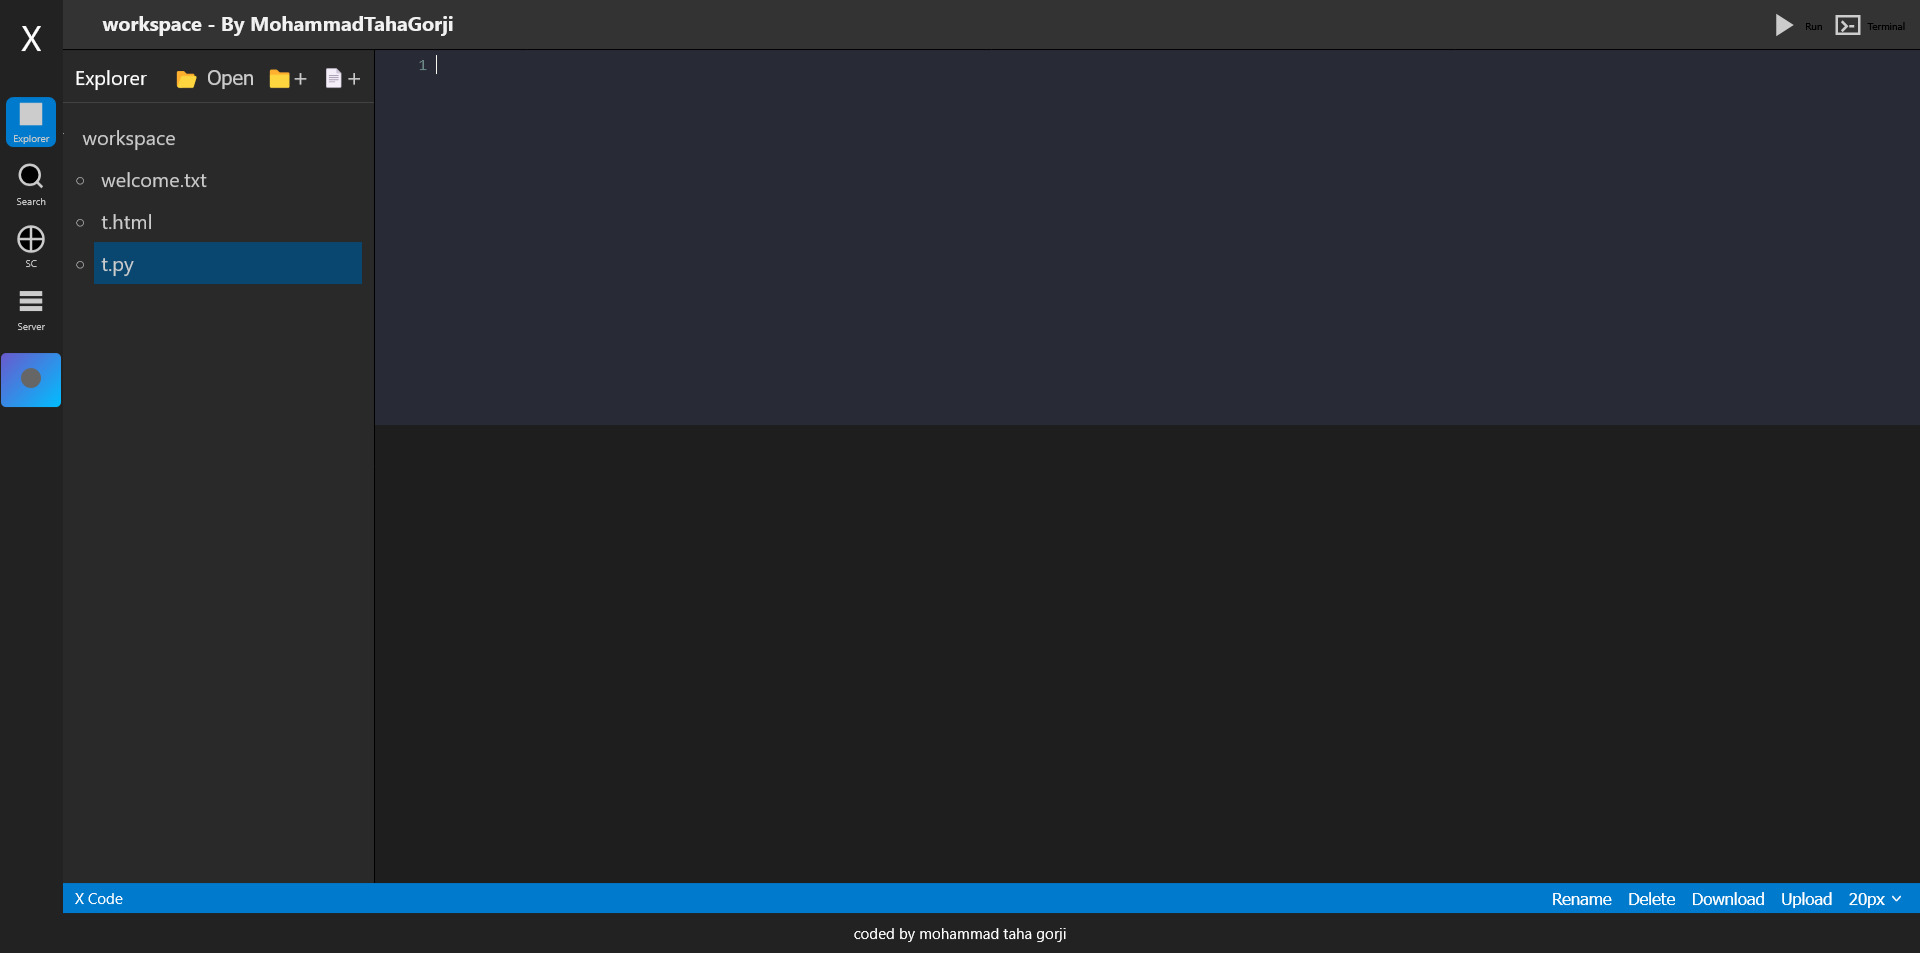 X
workspace - By MohammadTahaGorji
Run
Terminal
Explorer
Open
+
+
1
Explorer
Search
SC
Server
workspace
welcome.txt
t.html
t.py
X Code
Rename
Delete
Download
Upload
20px
coded by mohammad taha gorji